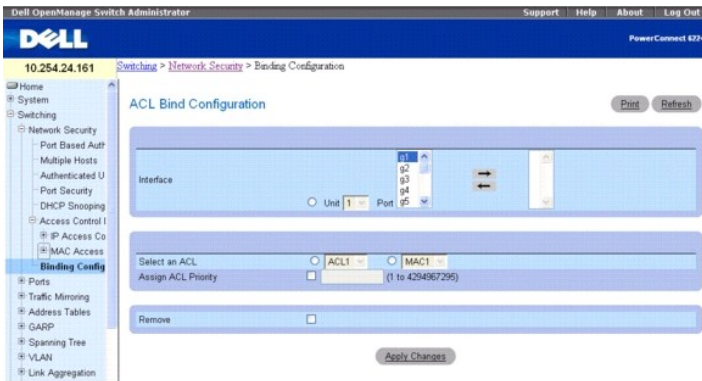 Dell OpenManage Switch Administrator
Support Help About Log Out
DELL
PowerConnect 622
10.254.24.161
Switching > Network Security > Binding Configuration
Home
System
Switching
Network Security
Port Based Auth
Multiple Hosts
Authenticated U
Port Security
DHCP Snooping
Access Control
IP Access Co
MAC Access
Binding Config
Ports
Traffic Mirroring
Address Tables
GARP
Spanning Tree
VLAN
Link Aggregation
ACL Bind Configuration
Print Refresh
Interface
Unit 1 Port
g1
g2
g3
g4
g5
Select an ACL ACL1 MAC1
Assign ACL Priority (1 to 4294967295)
Remove
Apply Changes